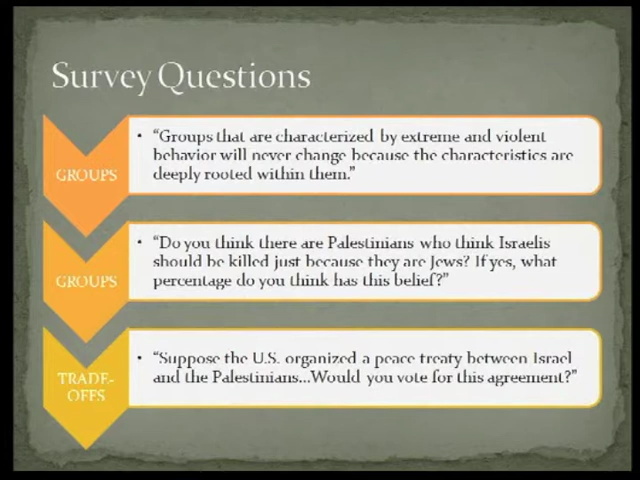 Survey Questions
GROUPS
• “Groups that are characterized by extreme and violent
behavior will never change because the characteristics are
deeply rooted within them.”
GROUPS
• “Do you think there are Palestinians who think Israelis
should be killed just because they are Jews? If yes, what
percentage do you think has this belief?”
TRADE-
OFFS
• “Suppose the U.S. organized a peace treaty between Israel
and the Palestinians...Would you vote for this agreement?”